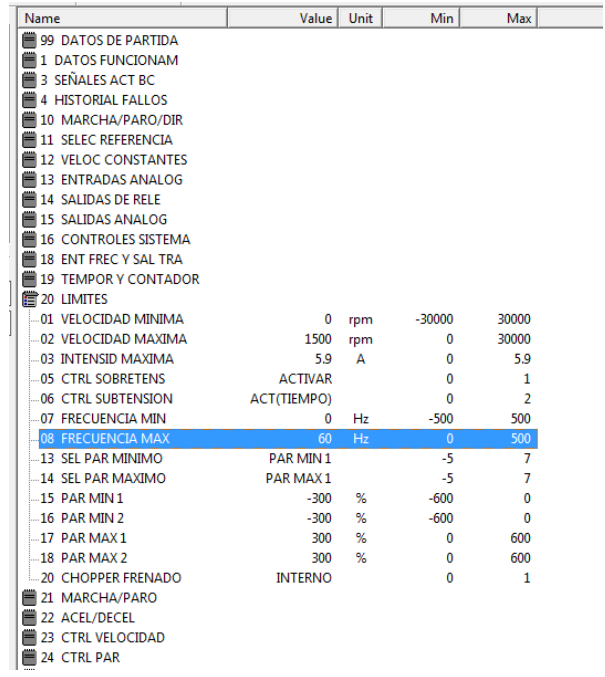 Name Value Unit Min Max
99 DATOS DE PARTIDA
1 DATOS FUNCIONAM
3 SEÑALES ACT BC
4 HISTORIAL FALLOS
10 MARCHA/PARO/DIR
11 SELEC REFERENCIA
12 VELOC CONSTANTES
13 ENTRADAS ANALOG
14 SALIDAS DE RELE
15 SALIDAS ANALOG
16 CONTROLES SISTEMA
18 ENT FREC Y SAL TRA
19 TEMPOR Y CONTADOR
20 LIMITES
01 VELOCIDAD MINIMA 0 rpm -30000 30000
02 VELOCIDAD MAXIMA 1500 rpm 0 30000
03 INTENSID MAXIMA 5.9 A 0 5.9
05 CTRL SOBRETENS ACTIVAR 0 1
06 CTRL SUBTENSION ACT(TIEMPO) 0 2
07 FRECUENCIA MIN 0 Hz -500 500
08 FRECUENCIA MAX 60 Hz 0 500
13 SEL PAR MINIMO PAR MIN 1 -5 7
14 SEL PAR MAXIMO PAR MAX 1 -5 7
15 PAR MIN 1 -300 % -600 0
16 PAR MIN 2 -300 % -600 0
17 PAR MAX 1 300 % 0 600
18 PAR MAX 2 300 % 0 600
20 CHOPPER FRENADO INTERNO 0 1
21 MARCHA/PARO
22 ACEL/DECEL
23 CTRL VELOCIDAD
24 CTRL PAR